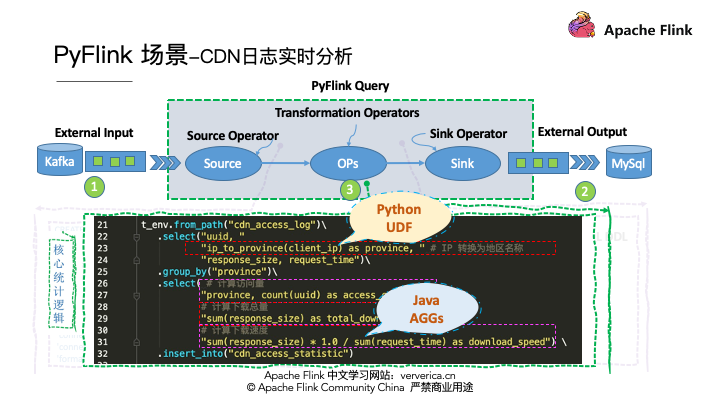 Apache Flink
PyFlink 场景-CDN日志实时分析
PyFlink Query
Transformation Operators
External Input
Source Operator
Sink Operator
External Output
Kafka
Source
OPs
Sink
MySql
1
3
2
Python
UDF
核心统计逻辑
21 t_env.from_path("cdn_access_log")\
22 .select("uuid, "
23 "ip_to_province(client_ip) as province, " # IP 转换为地区名称
24 "response_size, request_time")\
25 .group_by("province")\
26 .select( # 计算访问量
27 "province, count(uuid) as access_
28 # 计算下载总量
29 "sum(response_size) as total_dow
30 # 计算下载速度
31 "sum(response_size) * 1.0 / sum(request_time) as download_speed") \
32 .insert_into("cdn_access_statistic")
Java
AGGs
Apache Flink 中文学习网站：ververica.cn
© Apache Flink Community China 严禁商业用途